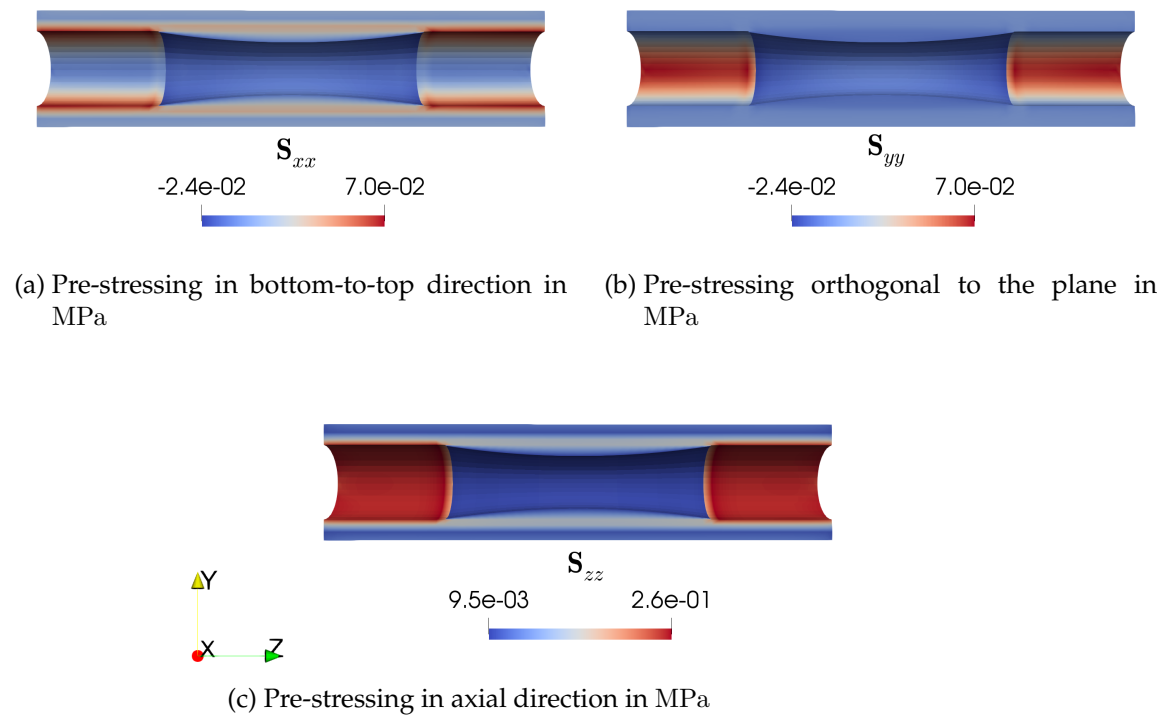 S_xx
-2.4e-02 7.0e-02
(a) Pre-stressing in bottom-to-top direction in
MPa
S_yy
-2.4e-02 7.0e-02
(b) Pre-stressing orthogonal to the plane in
MPa
S_zz
9.5e-03 2.6e-01
Y
X Z
(c) Pre-stressing in axial direction in MPa